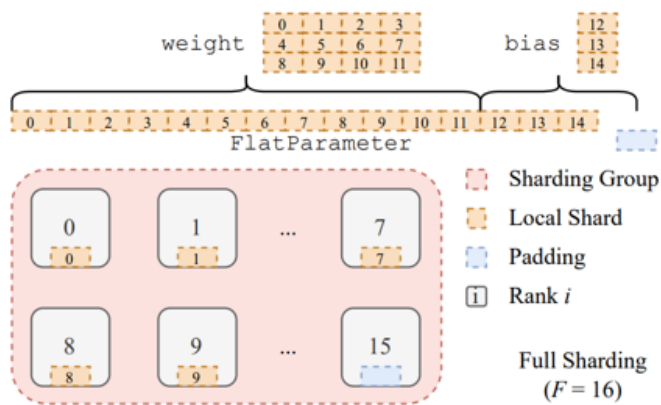 0 1 2 3
weight 4 5 6 7 bias
8 9 10 11
12
13
14
0 1 2 3 4 5 6 7 8 9 10 11 12 13 14
FlatParameter
0 1 ... 7
0 1 7
8 9 ... 15
8 9
Sharding Group
Local Shard
Padding
i Rank i
Full Sharding
(F = 16)